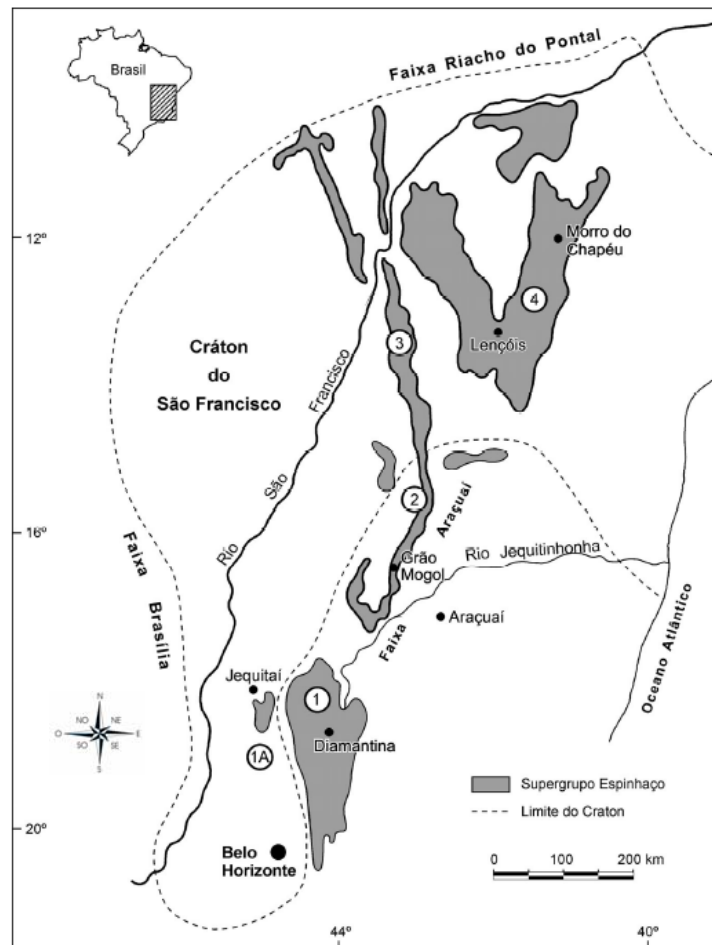 Brasil
Faixa Riacho do Pontal
12º
Morro do
Chapéu
4
Lençóis
3
Cráton
do
São Francisco
Rio São Francisco
2
16º
Faixa Araçuaí
Rio Jequitinhonha
Grão
Mogol
Araçuaí
Faixa Brasília
Oceano Atlântico
Jequitaí
1
Diamantina
1A
N
NO NE
O E
SO SE
S
20º
Belo
Horizonte
Supergrupo Espinhaço
Limite do Craton
0 100 200 km
44º 40º